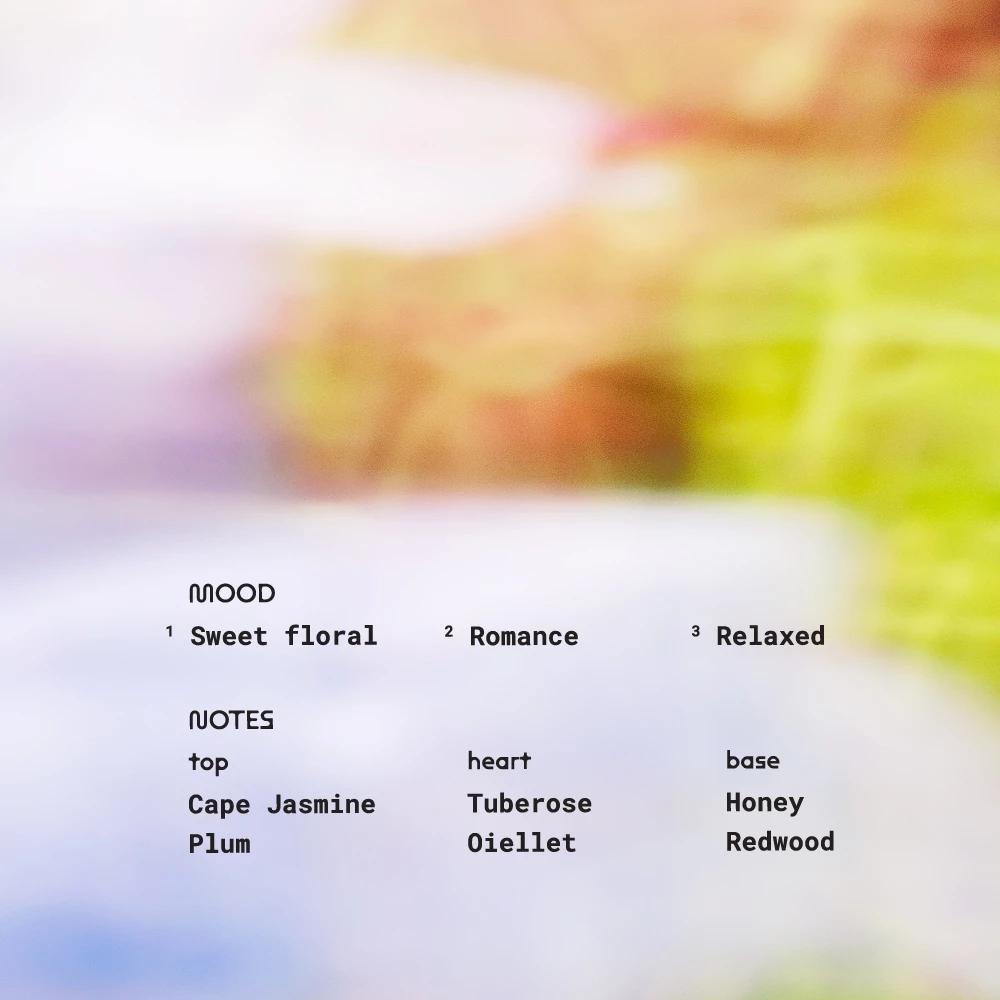 MOOD
1 Sweet floral 2 Romance 3 Relaxed
NOTES
top heart base
Cape Jasmine Tuberose Honey
Plum Oiellet Redwood